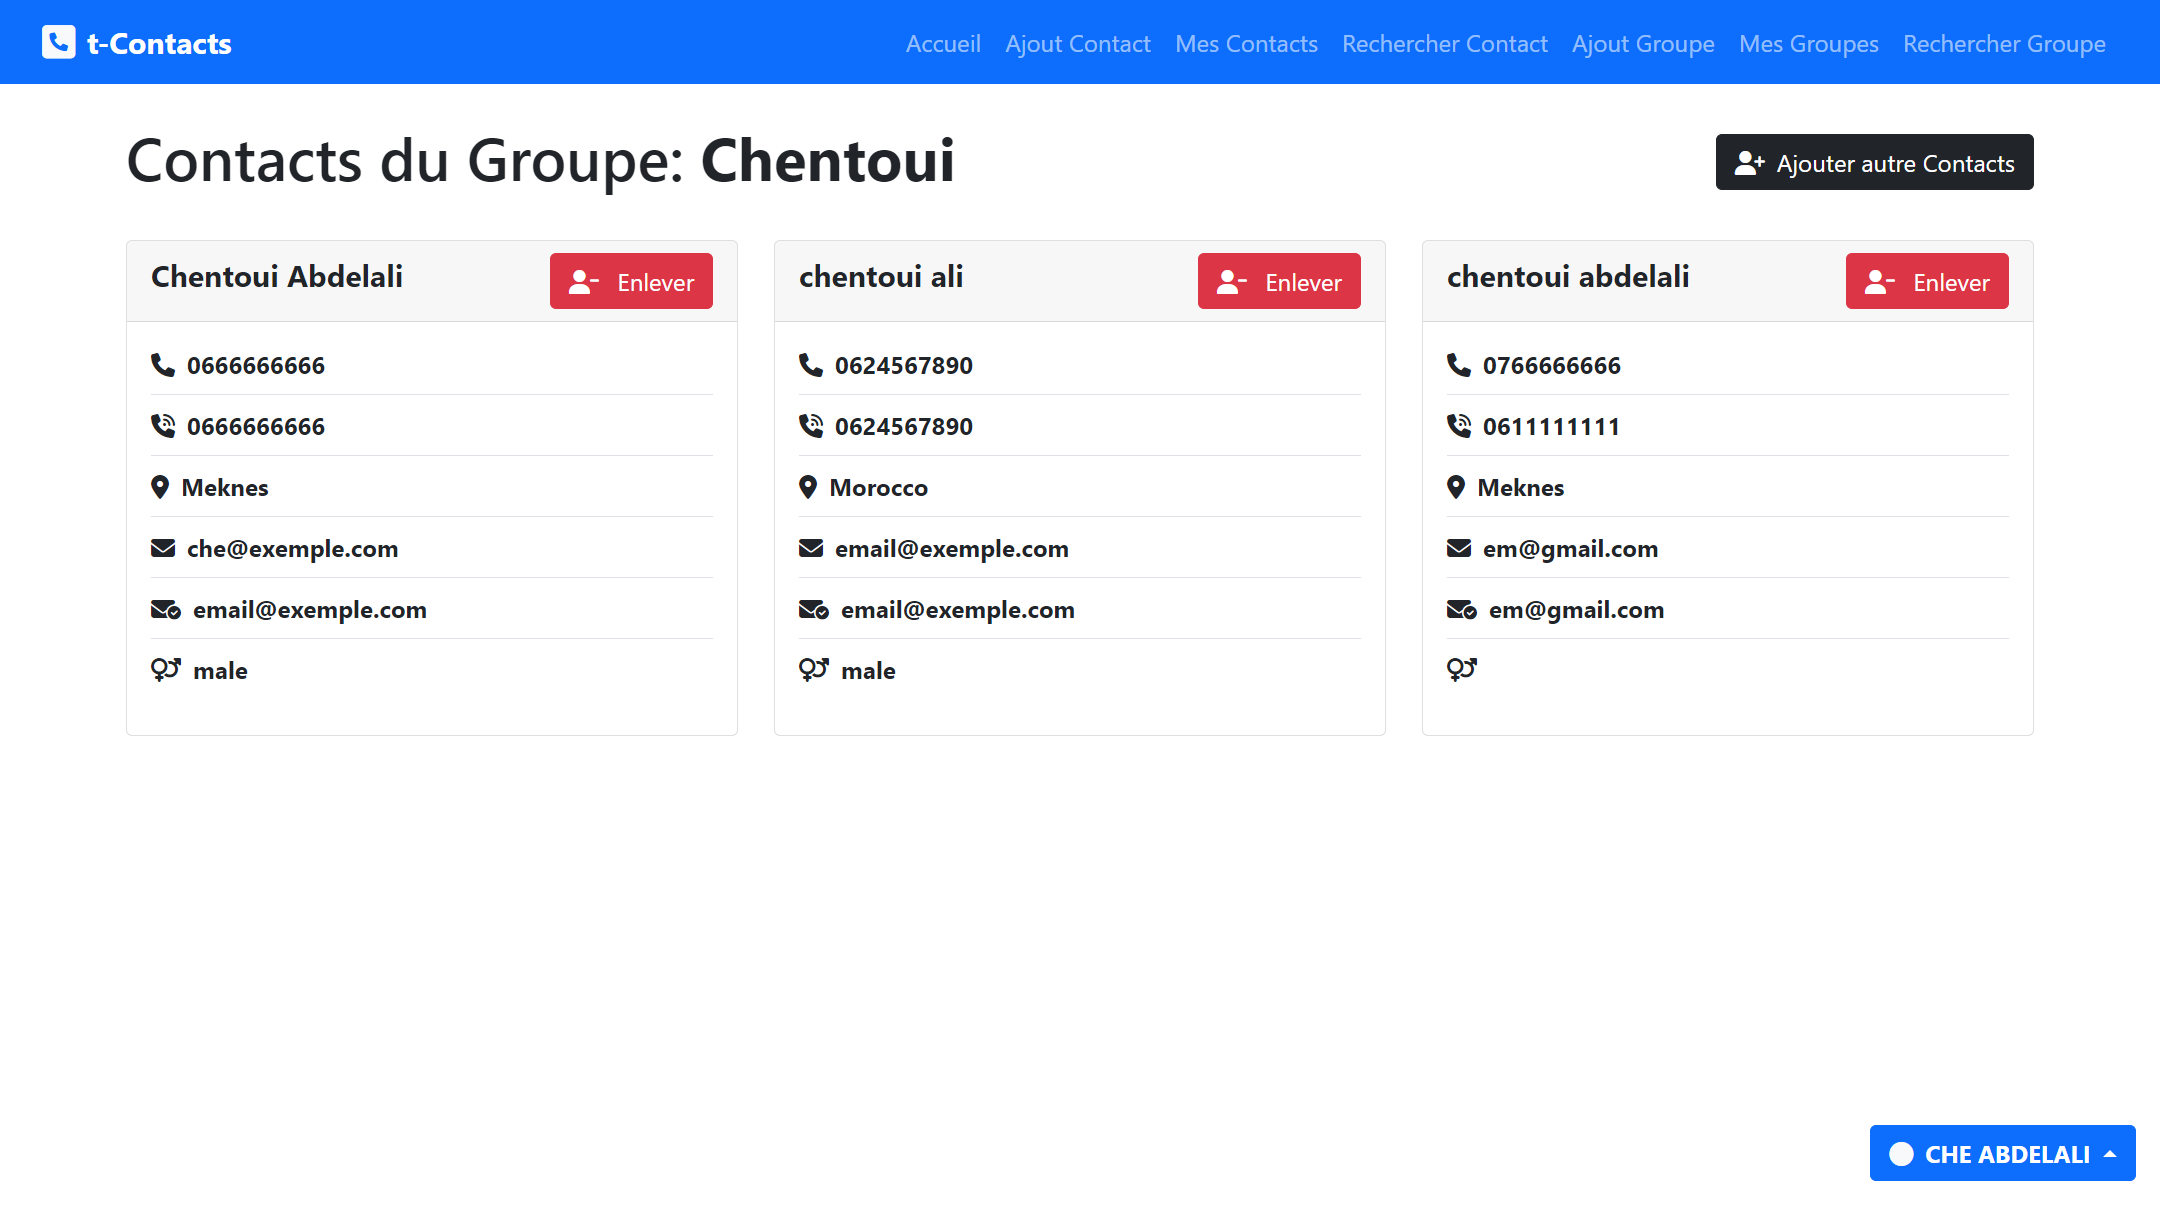 t-Contacts
Accueil Ajout Contact Mes Contacts Rechercher Contact Ajout Groupe Mes Groupes Rechercher Groupe
Contacts du Groupe: Chentoui
Ajouter autre Contacts
Chentoui Abdelali
Enlever
0666666666
0666666666
Meknes
che@exemple.com
email@exemple.com
male
chentoui ali
Enlever
0624567890
0624567890
Morocco
email@exemple.com
email@exemple.com
male
chentoui abdelali
Enlever
0766666666
0611111111
Meknes
em@gmail.com
em@gmail.com
CHE ABDELALI